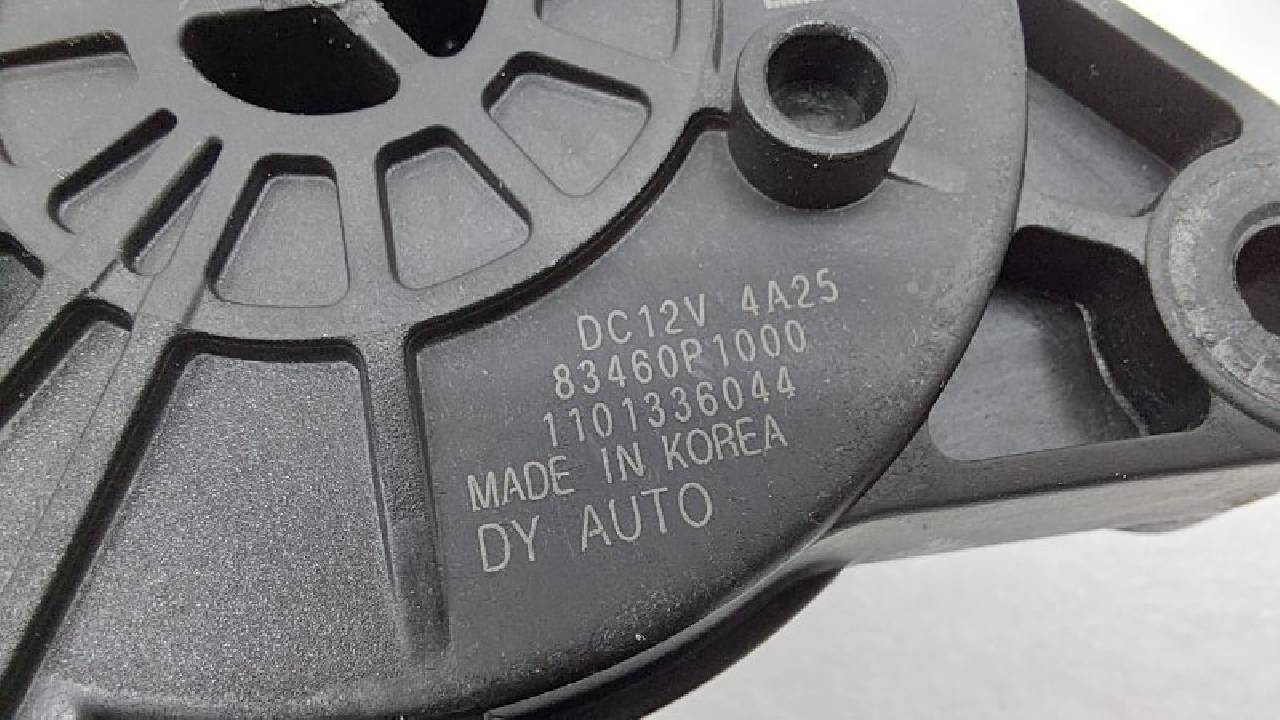 DC12V 4A25
83460P1000
1101336044
MADE IN KOREA
DY AUTO